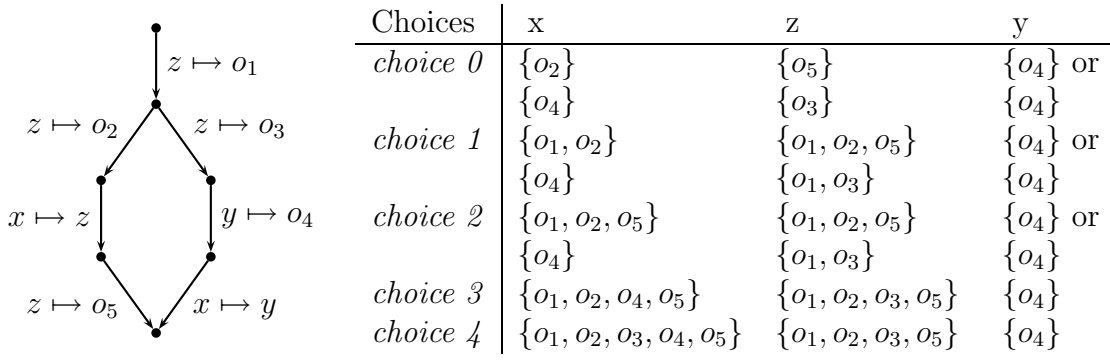 z ↦ o₁
z ↦ o₂ z ↦ o₃
x ↦ z y ↦ o₄
z ↦ o₅ x ↦ y
Choices x z y
choice 0 {o₂} {o₅} {o₄} or
{o₄} {o₃} {o₄}
choice 1 {o₁, o₂} {o₁, o₂, o₅} {o₄} or
{o₄} {o₁, o₃} {o₄}
choice 2 {o₁, o₂, o₅} {o₁, o₂, o₅} {o₄} or
{o₄} {o₁, o₃} {o₄}
choice 3 {o₁, o₂, o₄, o₅} {o₁, o₂, o₃, o₅} {o₄}
choice 4 {o₁, o₂, o₃, o₄, o₅} {o₁, o₂, o₃, o₅} {o₄}